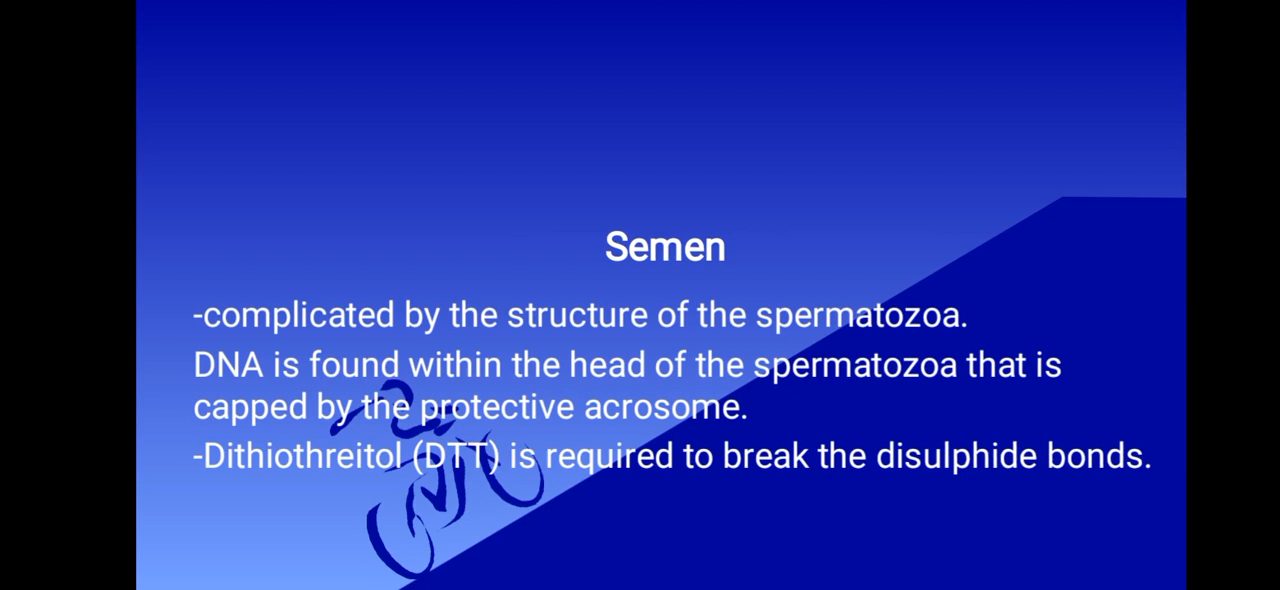 Semen
-complicated by the structure of the spermatozoa.
DNA is found within the head of the spermatozoa that is
capped by the protective acrosome.
-Dithiothreitol (DTT) is required to break the disulphide bonds.